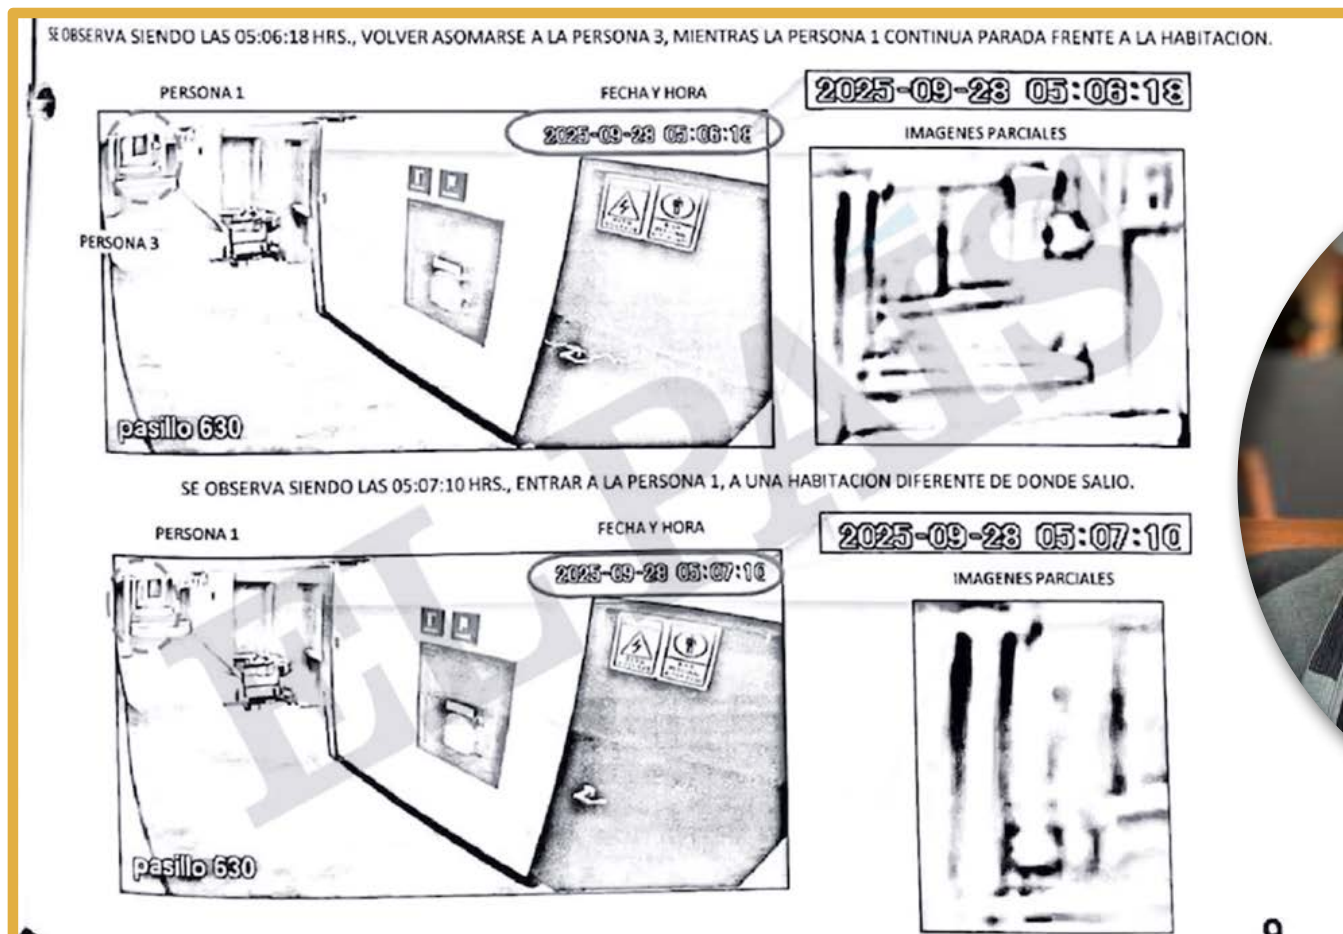 SE OBSERVA SIENDO LAS 05:06:18 HRS., VOLVER ASOMARSE A LA PERSONA 3, MIENTRAS LA PERSONA 1 CONTINUA PARADA FRENTE A LA HABITACION.
PERSONA 1
FECHA Y HORA
2025-09-28 05:06:18
2025-09-28 05:06:18
IMAGENES PARCIALES
PERSONA 3
pasillo 630
EL PAÍS
SE OBSERVA SIENDO LAS 05:07:10 HRS., ENTRAR A LA PERSONA 1, A UNA HABITACION DIFERENTE DE DONDE SALIO.
PERSONA 1
FECHA Y HORA
2025-09-28 05:07:10
2025-09-28 05:07:10
IMAGENES PARCIALES
pasillo 630